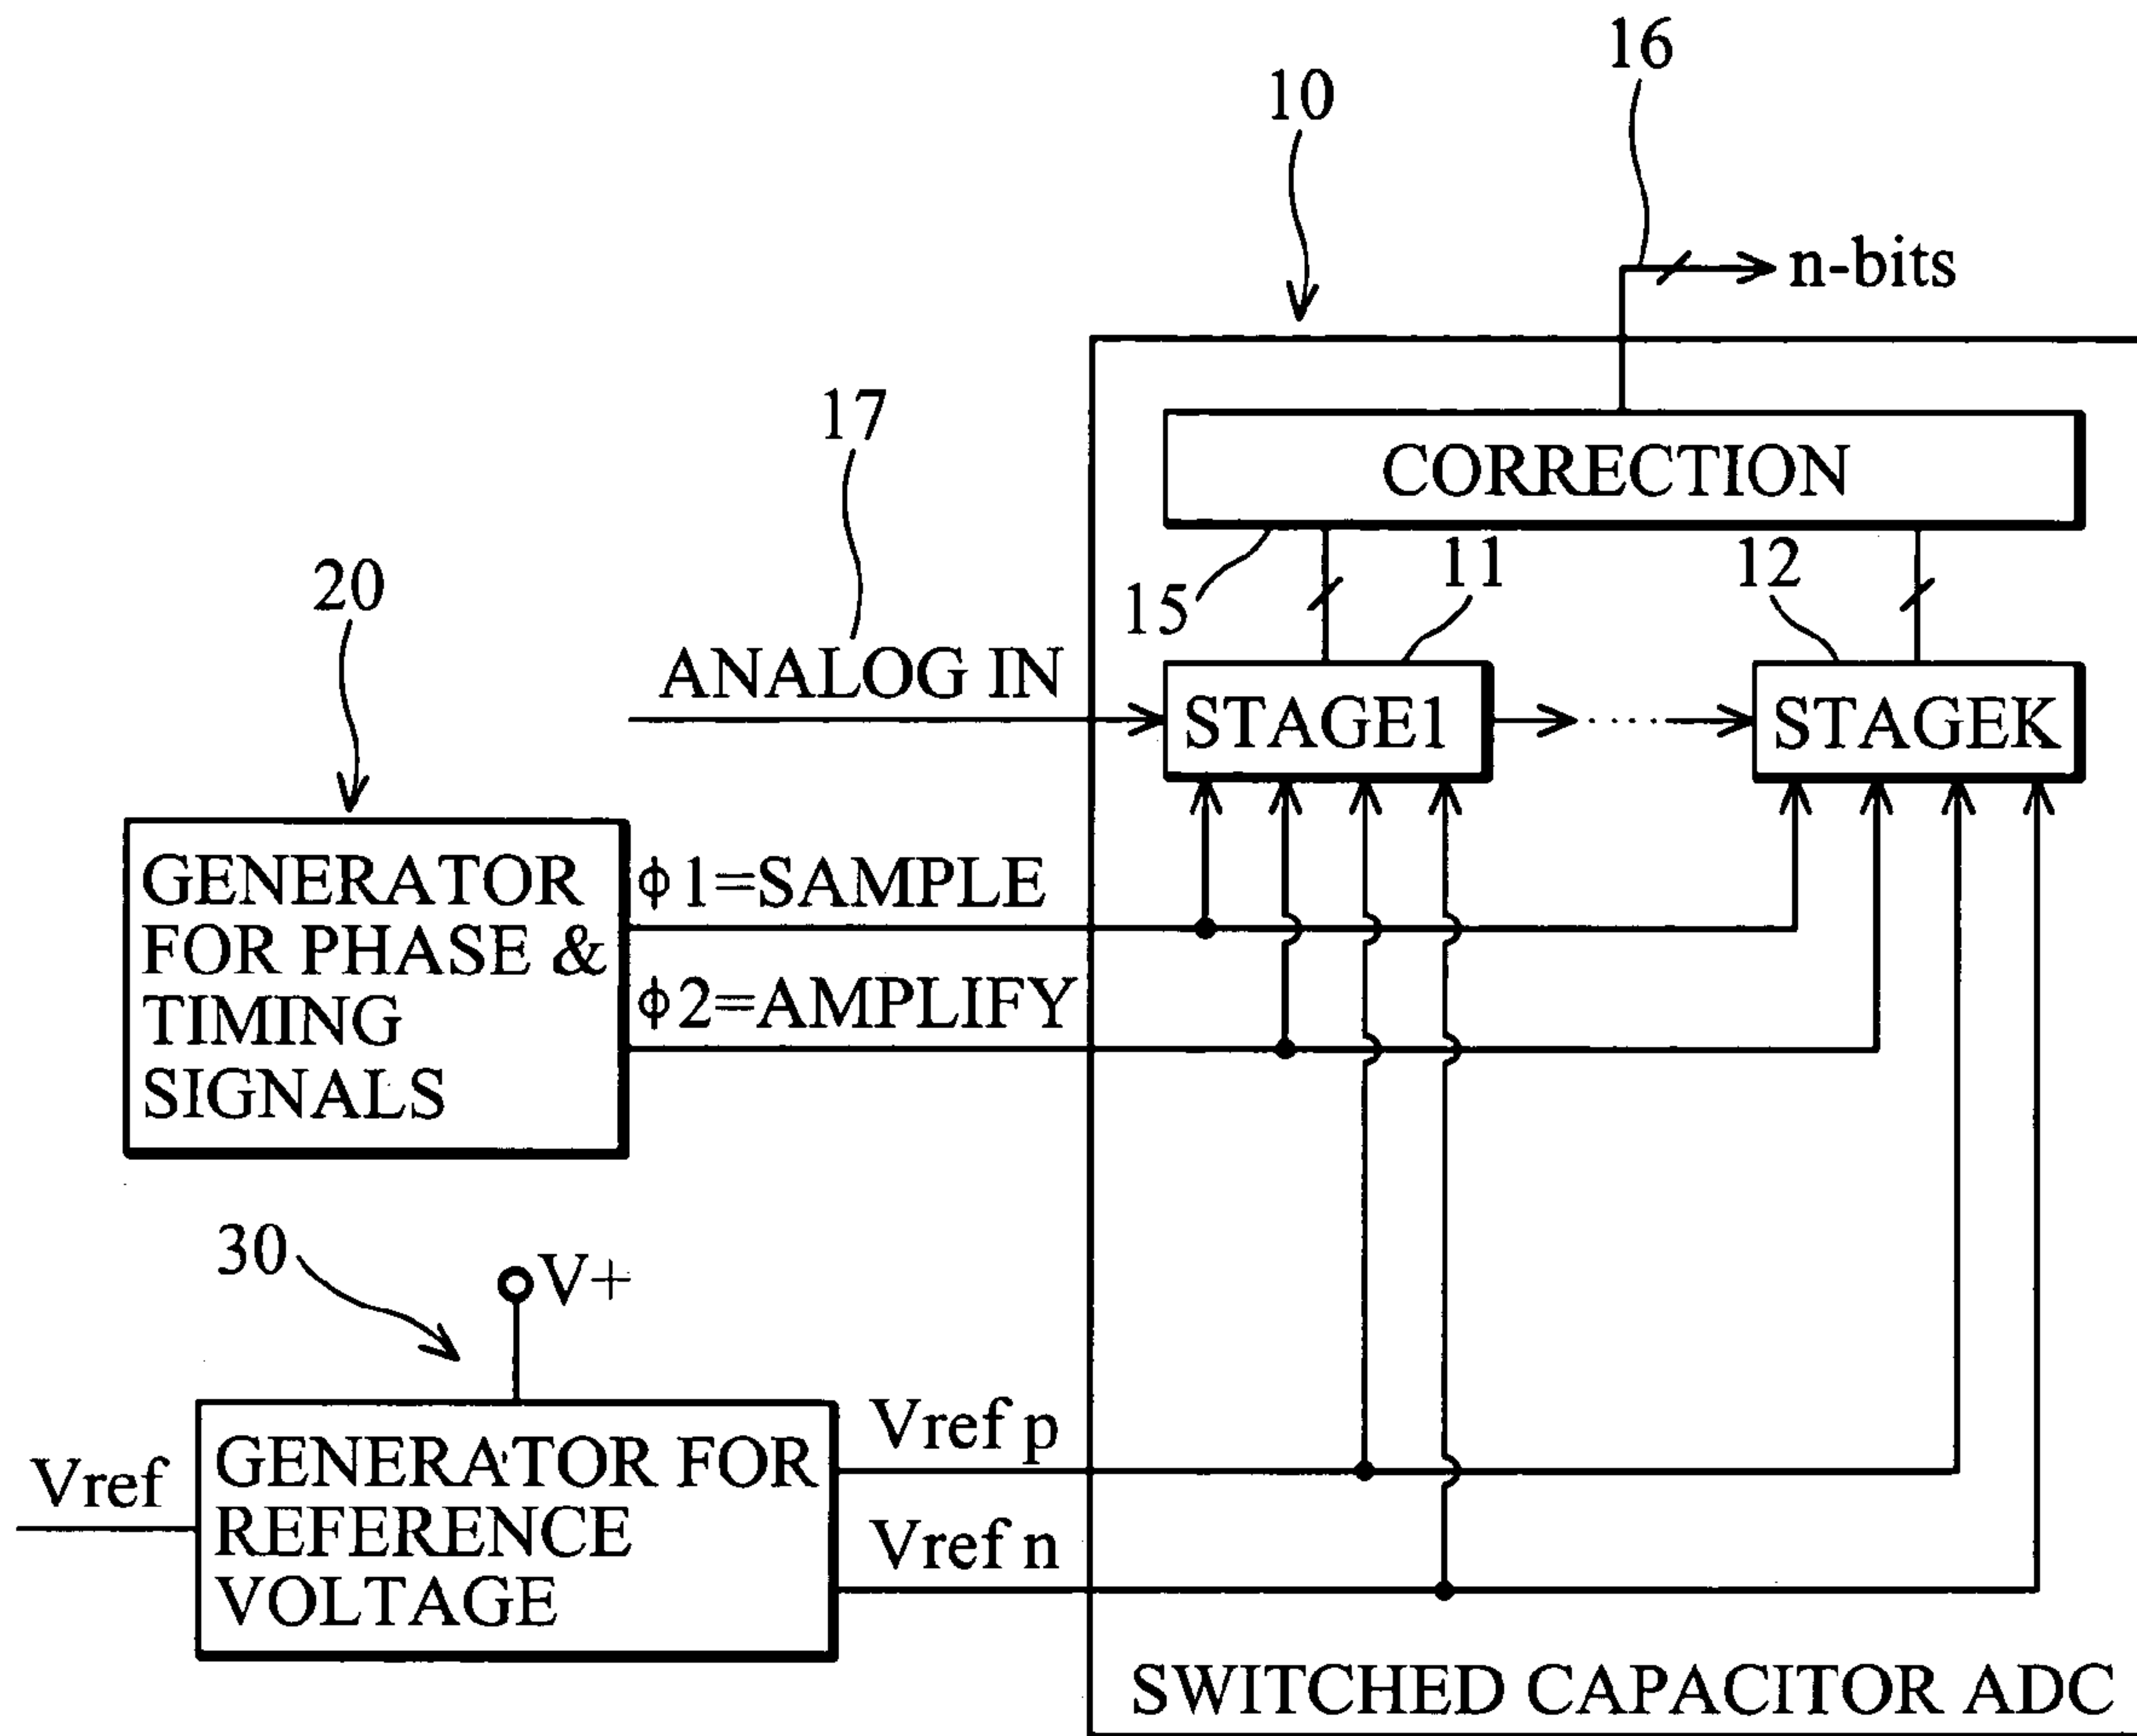 16
10
n-bits
17
CORRECTION
20
15
11
12
ANALOG IN
STAGE1
....
STAGEK
GENERATOR
FOR PHASE &
TIMING
SIGNALS
ϕ1=SAMPLE
ϕ2=AMPLIFY
30
V+
Vref
GENERATOR FOR
REFERENCE
VOLTAGE
Vref p
Vref n
SWITCHED CAPACITOR ADC